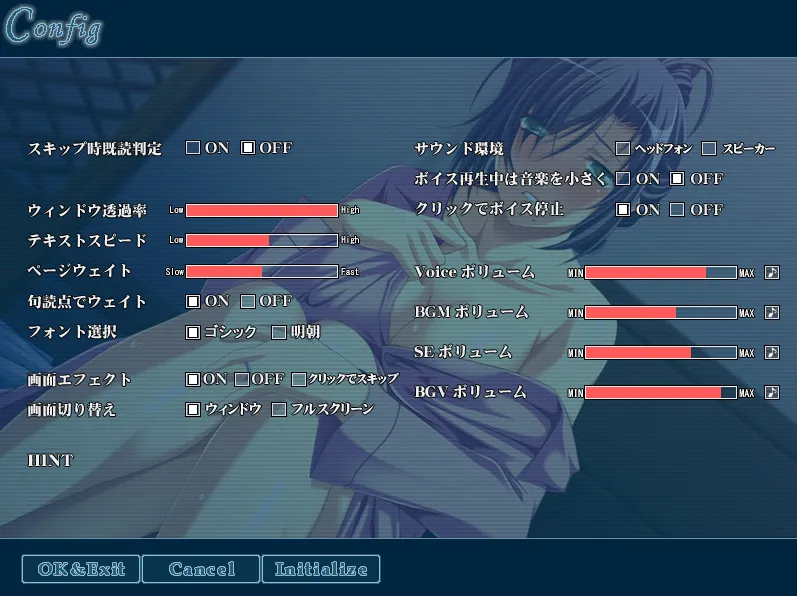 Config
スキップ時既読判定 ON OFF
ウィンドウ透過率 Low High
テキストスピード Low High
ページウェイト Slow Fast
句読点でウェイト ON OFF
フォント選択 ゴシック 明朝
画面エフェクト ON OFF クリックでスキップ
画面切り替え ウィンドウ フルスクリーン
HINT
サウンド環境 ヘッドフォン スピーカー
ボイス再生中は音楽を小さく ON OFF
クリックでボイス停止 ON OFF
Voice ボリューム MIN MAX
BGM ボリューム MIN MAX
SE ボリューム MIN MAX
BGV ボリューム MIN MAX
OK&Exit Cancel Initialize